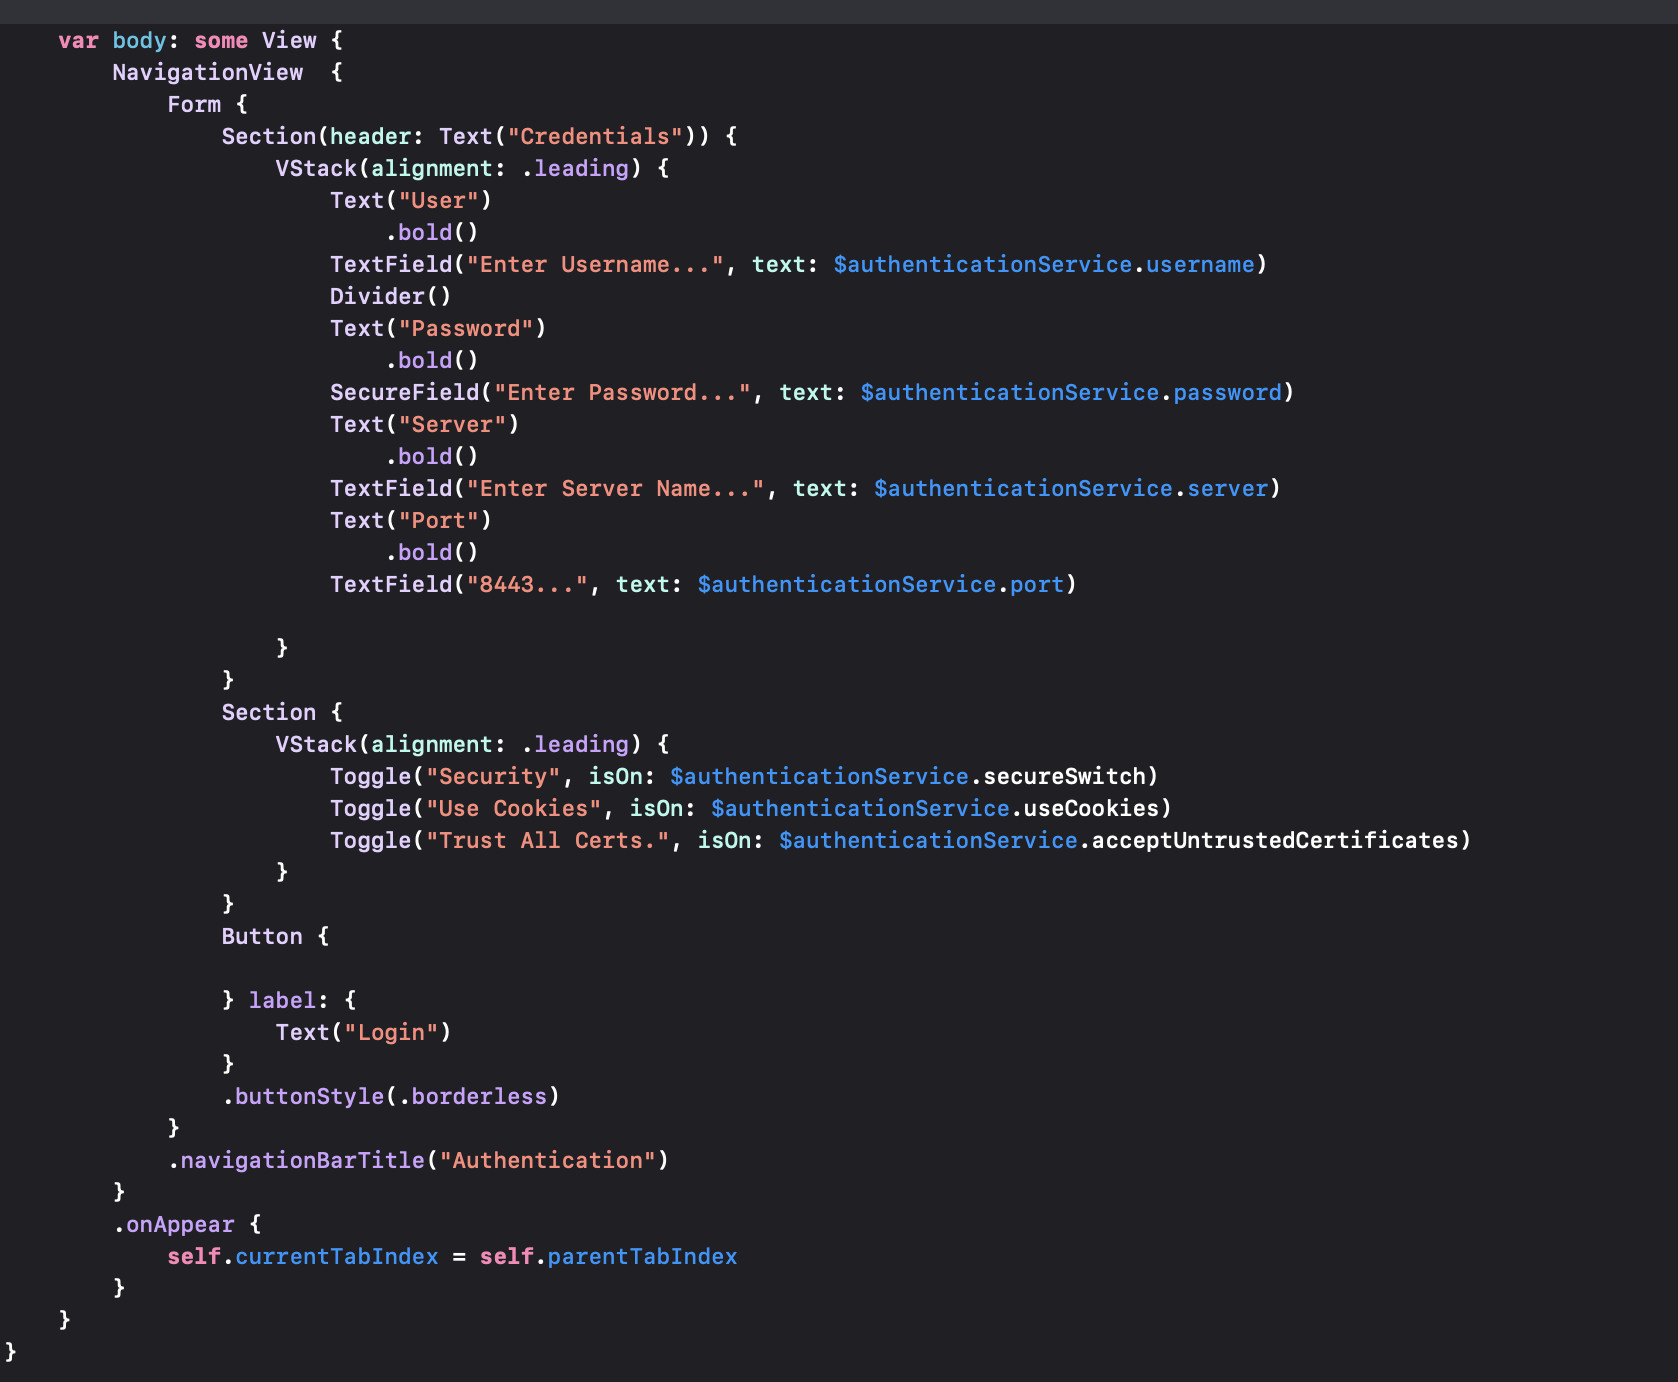 var body: some View {
NavigationView  {
Form {
Section(header: Text("Credentials")) {
VStack(alignment: .leading) {
Text("User")
.bold()
TextField("Enter Username...", text: $authenticationService.username)
Divider()
Text("Password")
.bold()
SecureField("Enter Password...", text: $authenticationService.password)
Text("Server")
.bold()
TextField("Enter Server Name...", text: $authenticationService.server)
Text("Port")
.bold()
TextField("8443...", text: $authenticationService.port)
}
}
Section {
VStack(alignment: .leading) {
Toggle("Security", isOn: $authenticationService.secureSwitch)
Toggle("Use Cookies", isOn: $authenticationService.useCookies)
Toggle("Trust All Certs.", isOn: $authenticationService.acceptUntrustedCertificates)
}
}
Button {
} label: {
Text("Login")
}
.buttonStyle(.borderless)
}
.navigationBarTitle("Authentication")
}
.onAppear {
self.currentTabIndex = self.parentTabIndex
}
}
}